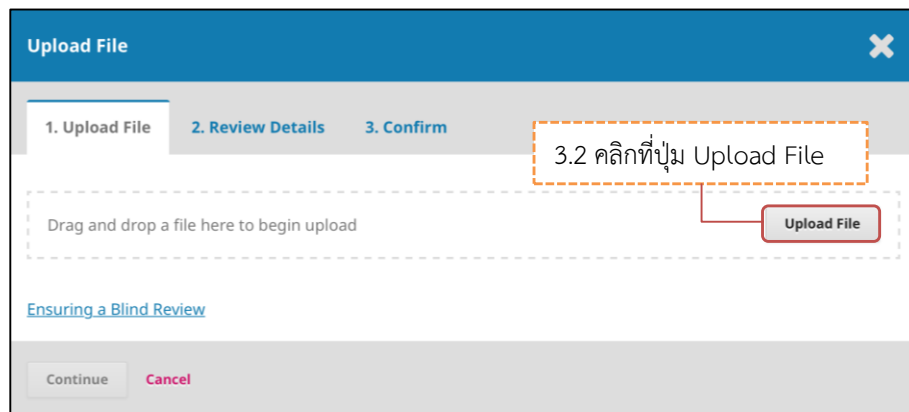 Upload File
1. Upload File 2. Review Details 3. Confirm
3.2 คลิกที่ปุ่ม Upload File
Drag and drop a file here to begin upload Upload File
Ensuring a Blind Review
Continue Cancel